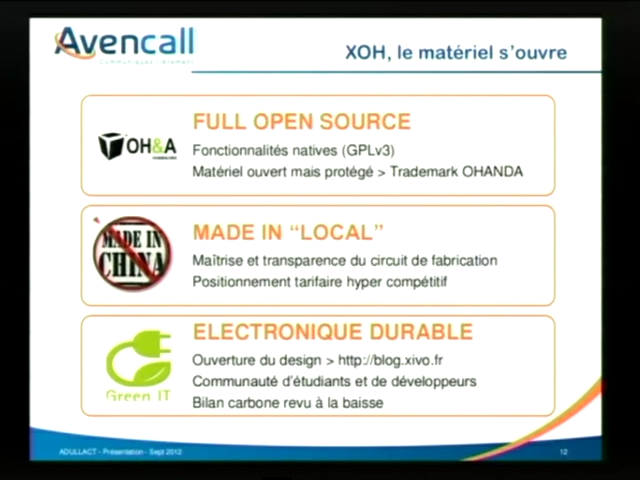 Avencall
Communiquez librement
XOH, le matériel s'ouvre
OH&A
FULL OPEN SOURCE
Fonctionnalités natives (GPLv3)
Matériel ouvert mais protégé > Trademark OHANDA
MADE IN CHINA
MADE IN "LOCAL"
Maîtrise et transparence du circuit de fabrication
Positionnement tarifaire hyper compétitif
Green IT
ELECTRONIQUE DURABLE
Ouverture du design > http://blog.xivo.fr
Communauté d'étudiants et de développeurs
Bilan carbone revu à la baisse
ADULLACT - Présentation - Sept 2012
12